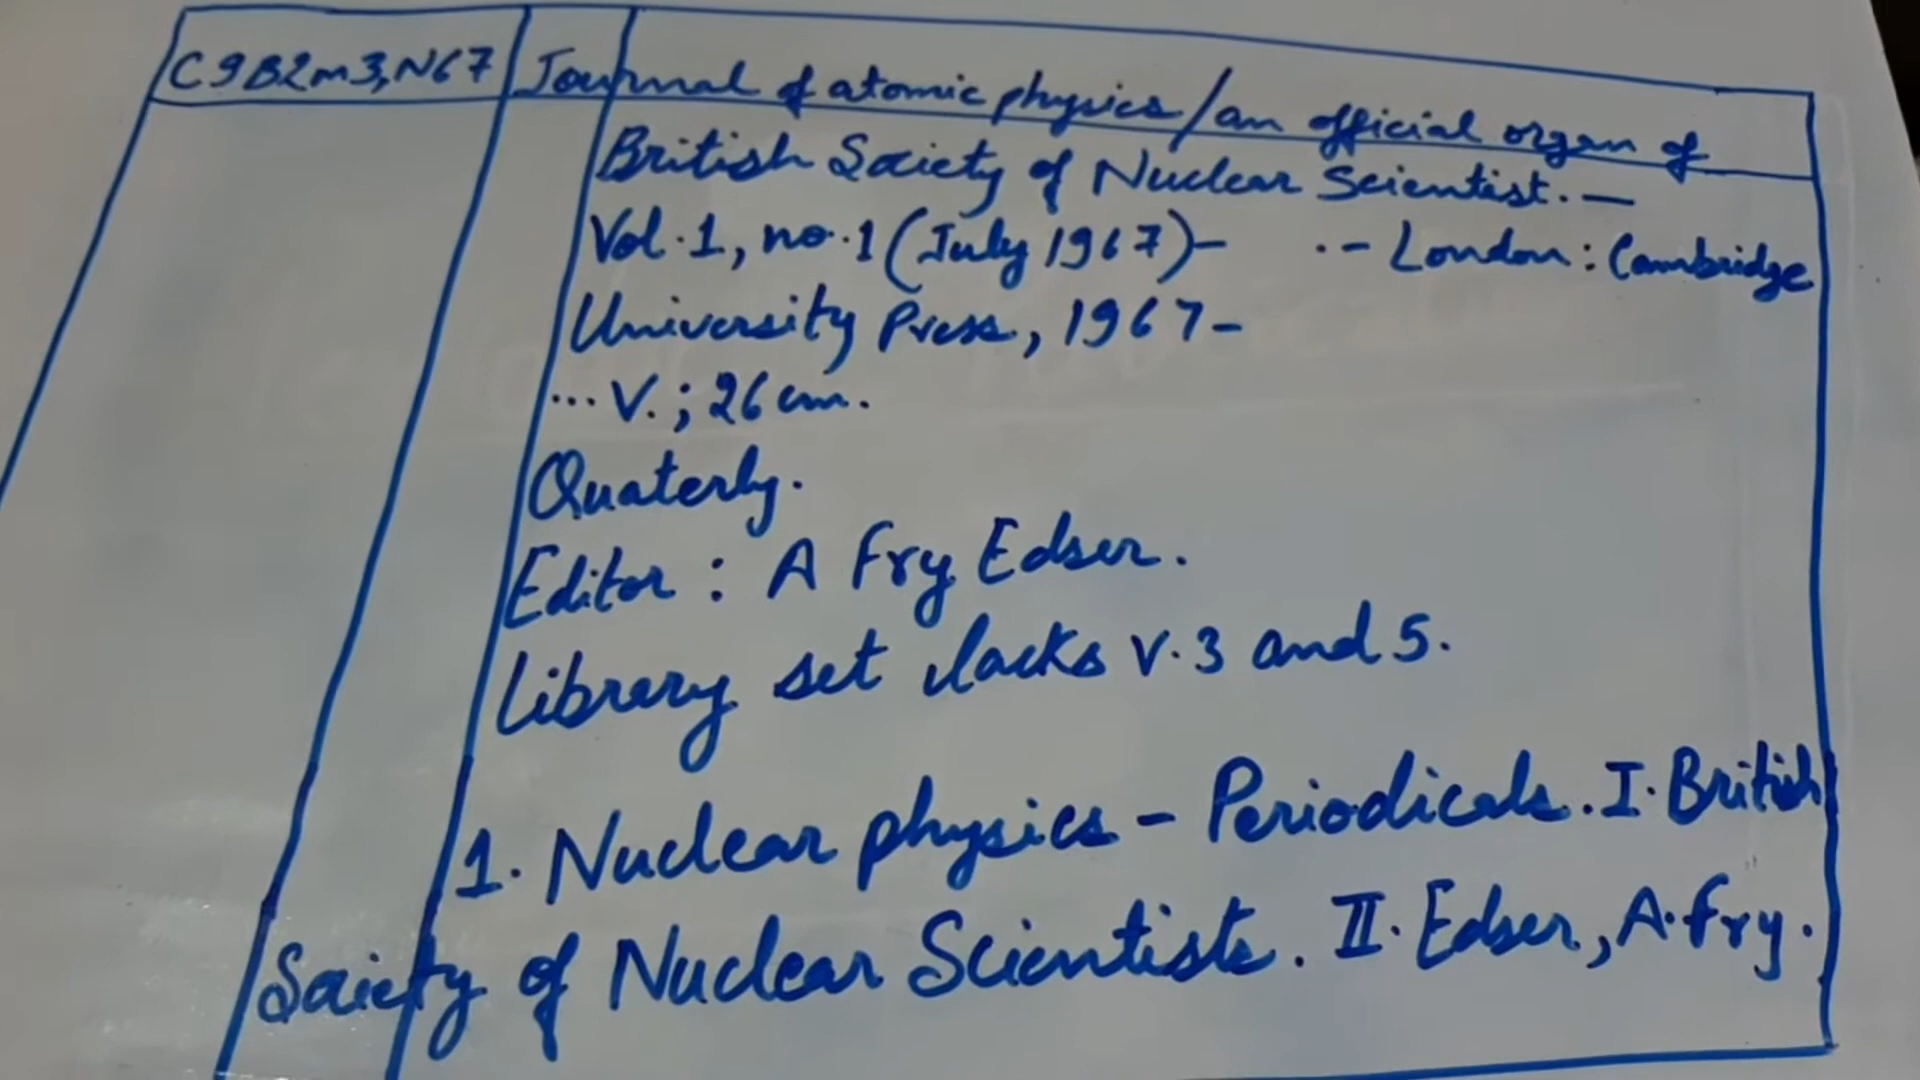 C9B2m3,N67 Journal of atomic physics/an official organ of
British Society of Nuclear Scientist. —
Vol. 1, no. 1 (July 1967)- .- London : Cambridge
University Press, 1967-
... V. ; 26 cm.
Quaterly.
Editor : A Fry Edser.
Library set lacks v. 3 and 5.
1. Nuclear physics - Periodicals. I. British
Society of Nuclear Scientists. II. Edser, A. Fry.